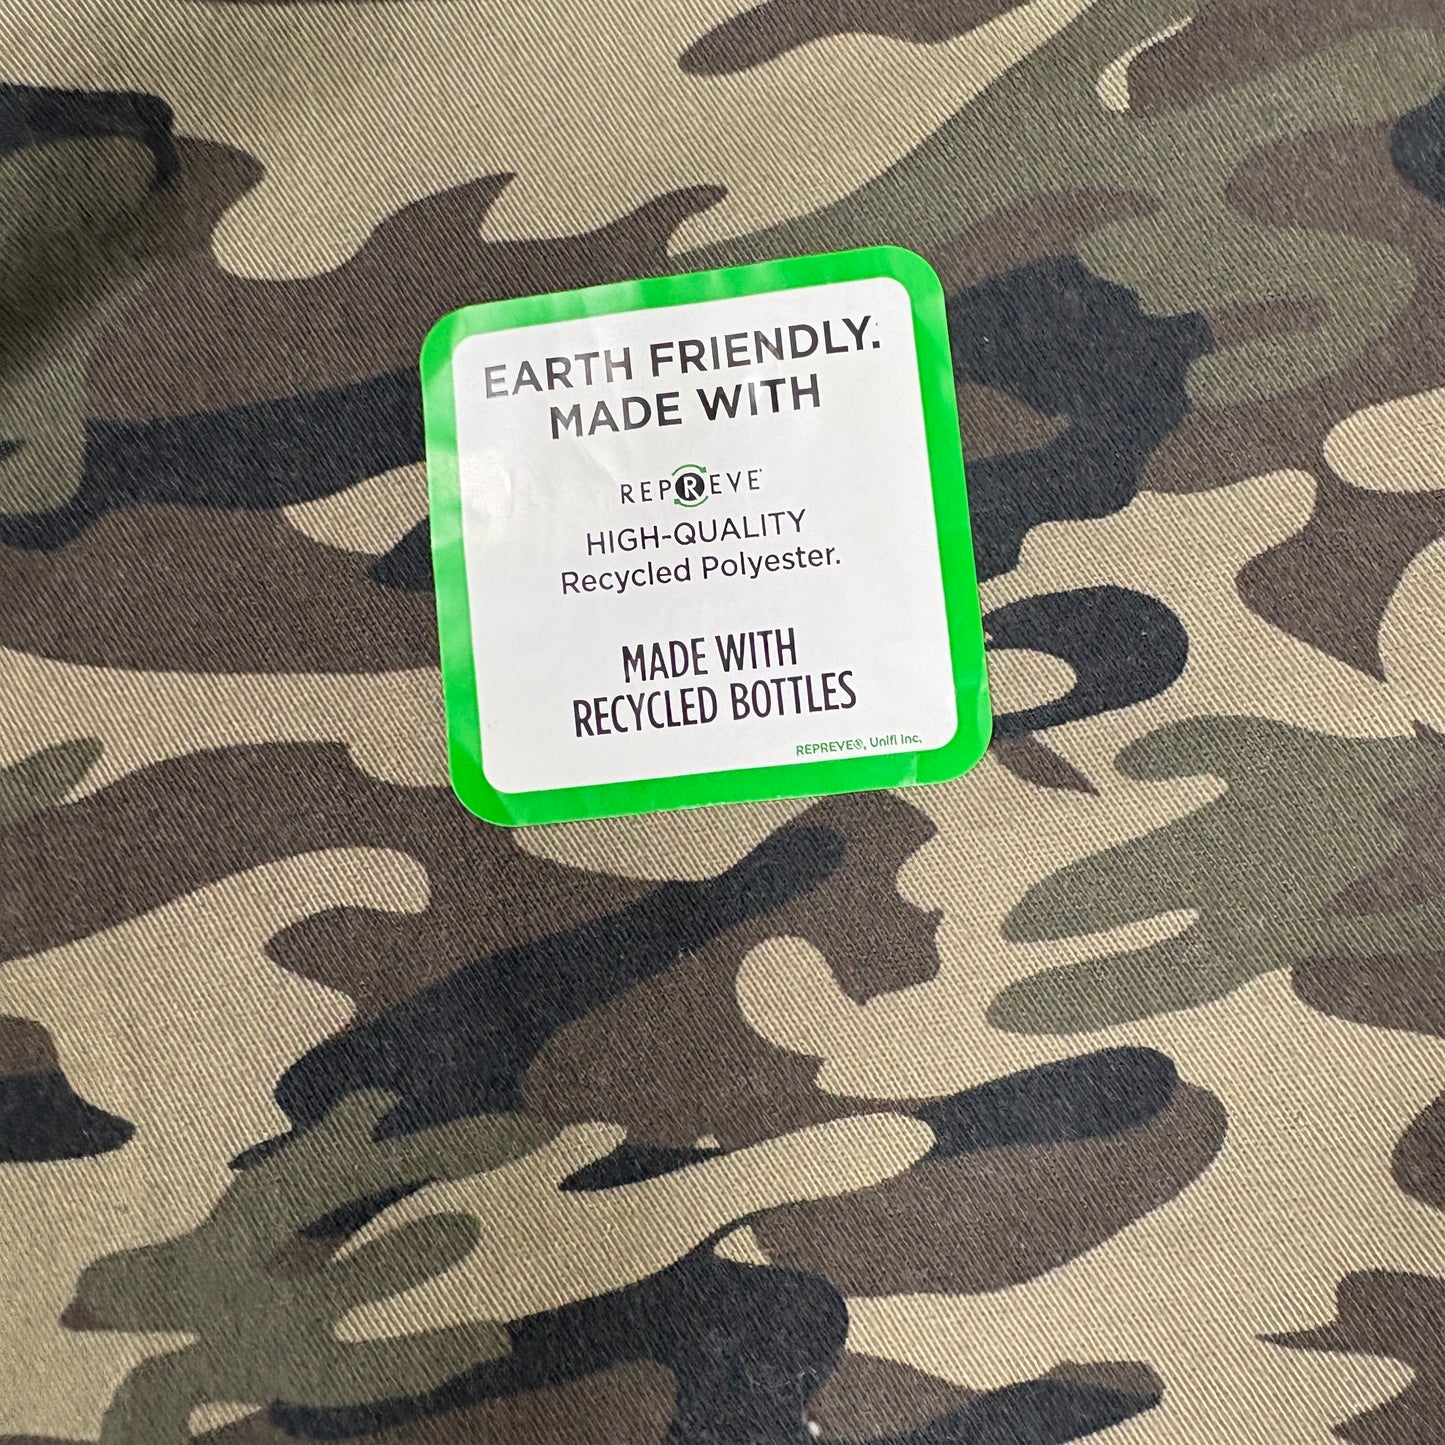 EARTH FRIENDLY.
MADE WITH
REPREVE®
HIGH-QUALITY
Recycled Polyester.
MADE WITH
RECYCLED BOTTLES
REPREVE®, Unifi Inc.